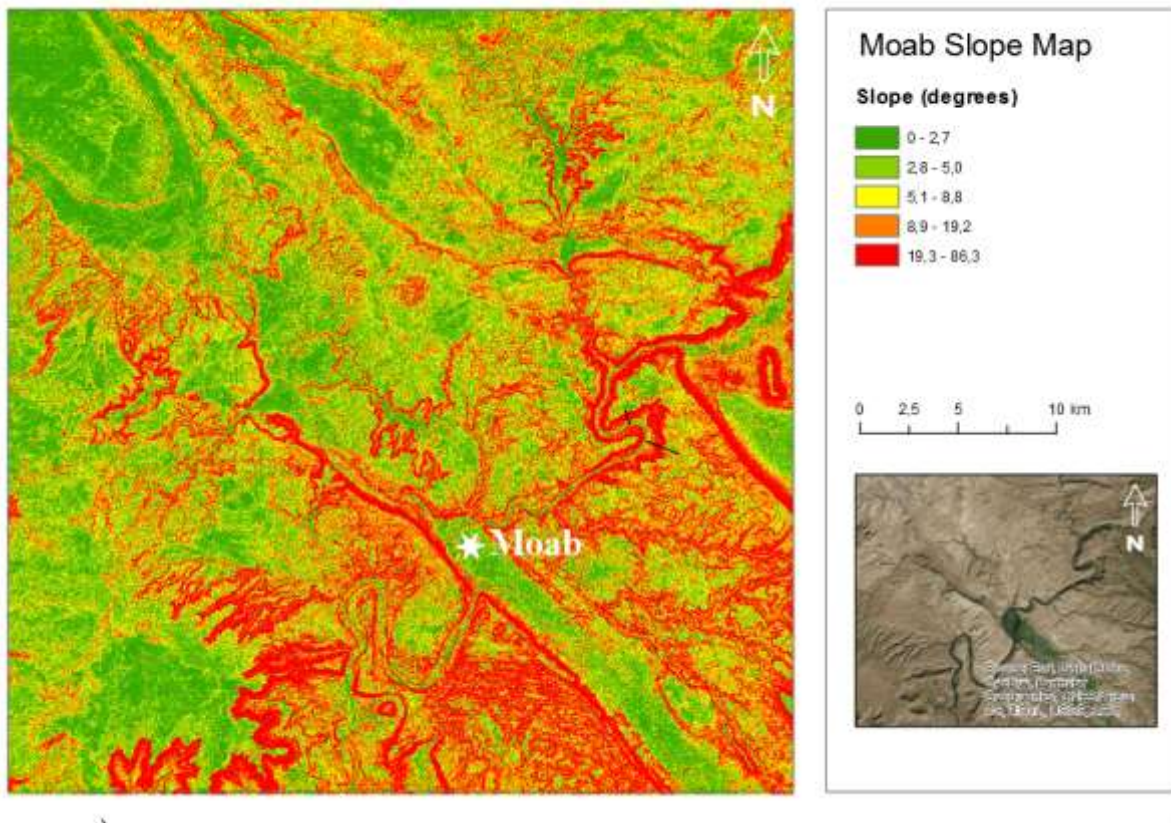 N
Moab
Moab Slope Map
Slope (degrees)
0 - 2,7
2,8 - 5,0
5,1 - 8,8
8,9 - 19,2
19,3 - 86,3
0 2,5 5 10 km
N